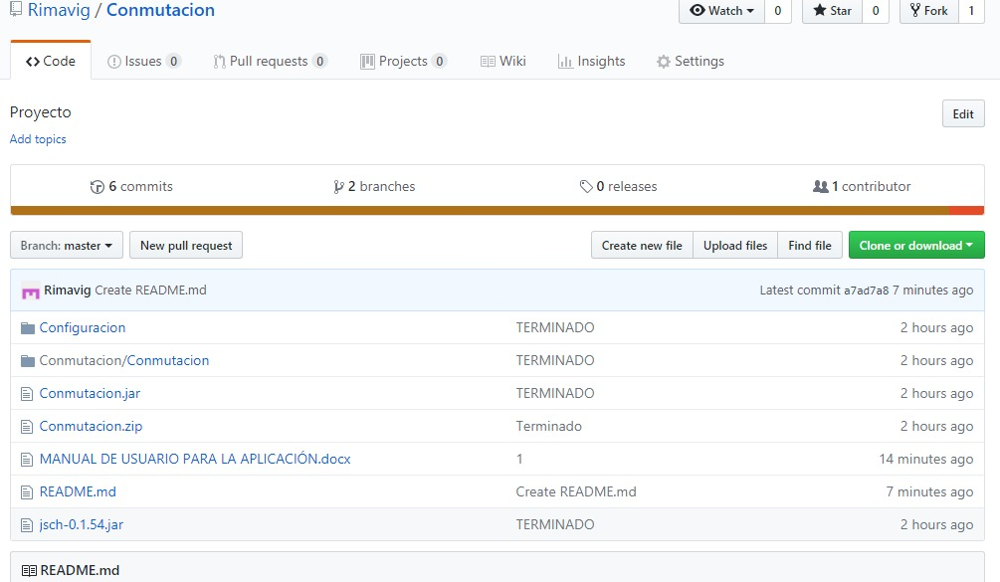 Rimavig / Conmutacion
Watch 0 Star 0 Fork 1
Code Issues 0 Pull requests 0 Projects 0 Wiki Insights Settings
Proyecto
Edit
Add topics
6 commits 2 branches 0 releases 1 contributor
Branch: master New pull request Create new file Upload files Find file Clone or download
Rimavig Create README.md Latest commit a7ad7a8 7 minutes ago
Configuracion TERMINADO 2 hours ago
Conmutacion/Conmutacion TERMINADO 2 hours ago
Conmutacion.jar TERMINADO 2 hours ago
Conmutacion.zip Terminado 2 hours ago
MANUAL DE USUARIO PARA LA APLICACIÓN.docx 1 14 minutes ago
README.md Create README.md 7 minutes ago
jsch-0.1.54.jar TERMINADO 2 hours ago
README.md